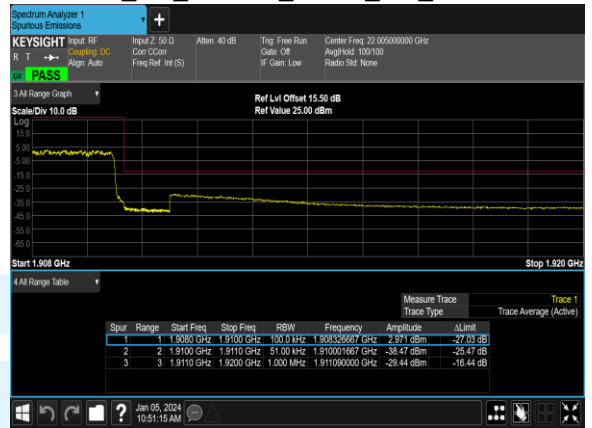 Spectrum Analyzer 1
Spurious Emissions
KEYSIGHT Input: RF Input Z: 50 Ω Atten: 40 dB Trig: Free Run Center Freq: 22.005000000 GHz
R T Coupling: DC Corr CCorr Gate: Off Avg|Hold: 100/100
Align: Auto Freq Ref: Int (S) IF Gain: Low Radio Std: None
PASS
3 All Range Graph
Ref Lvl Offset 15.50 dB
Scale/Div 10.0 dB Ref Value 25.00 dBm
Log
15.0
5.00
-5.00
-15.0
-25.0
-35.0
-45.0
-55.0
-65.0
Start 1.908 GHz Stop 1.920 GHz
4 All Range Table
Measure Trace Trace 1
Trace Type Trace Average (Active)
Spur Range Start Freq Stop Freq RBW Frequency Amplitude ΔLimit
1 1 1.9080 GHz 1.9100 GHz 100.0 kHz 1.908326667 GHz 2.971 dBm -27.03 dB
2 2 1.9100 GHz 1.9110 GHz 51.00 kHz 1.910001667 GHz -38.47 dBm -25.47 dB
3 3 1.9110 GHz 1.9200 GHz 1.000 MHz 1.911090000 GHz -29.44 dBm -16.44 dB
? Jan 05, 2024
10:51:15 AM